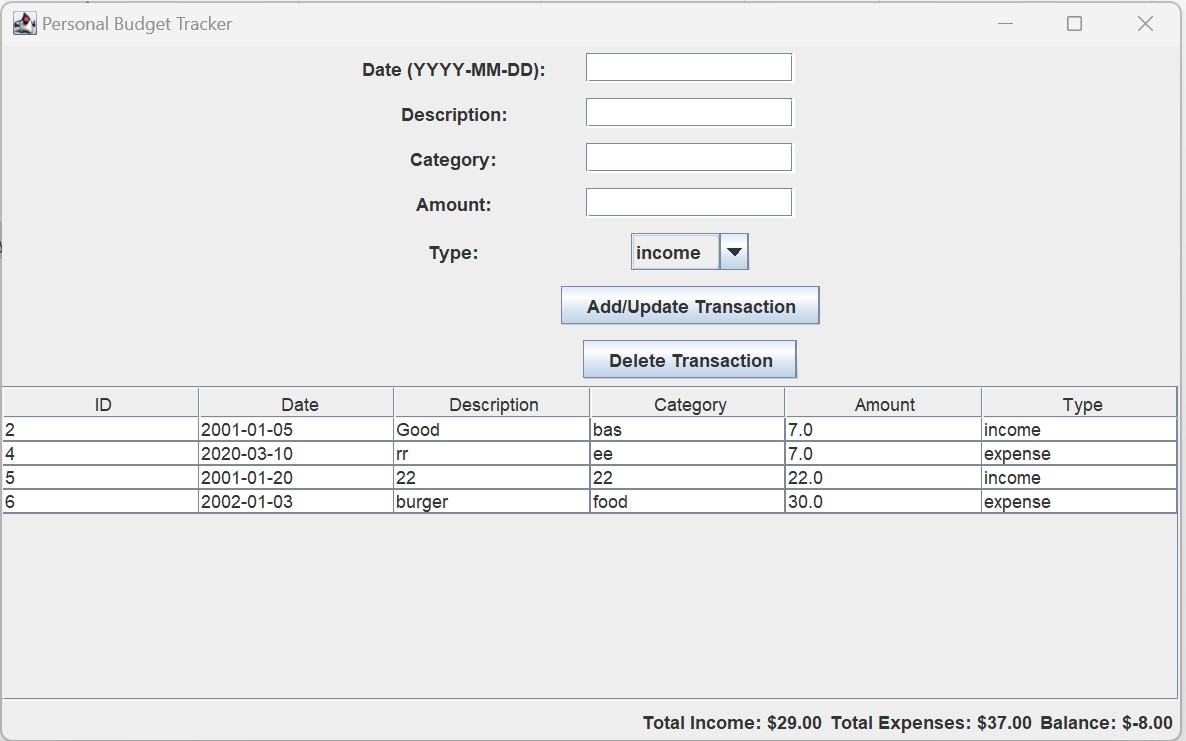 Personal Budget Tracker
Date (YYYY-MM-DD):
Description:
Category:
Amount:
Type: income
Add/Update Transaction
Delete Transaction
ID Date Description Category Amount Type
2 2001-01-05 Good bas 7.0 income
4 2020-03-10 rr ee 7.0 expense
5 2001-01-20 22 22 22.0 income
6 2002-01-03 burger food 30.0 expense
Total Income: $29.00 Total Expenses: $37.00 Balance: $-8.00